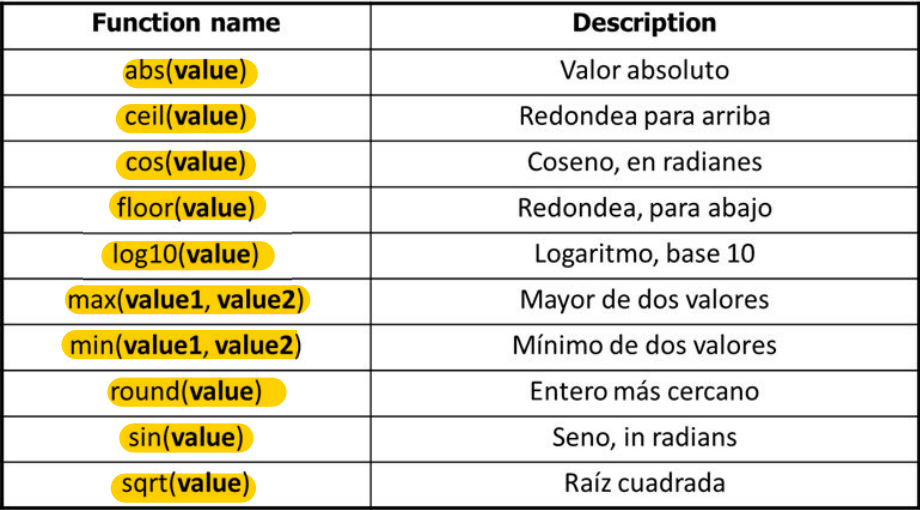 Function name Description
abs(value) Valor absoluto
ceil(value) Redondea para arriba
cos(value) Coseno, en radianes
floor(value) Redondea, para abajo
log10(value) Logaritmo, base 10
max(value1, value2) Mayor de dos valores
min(value1, value2) Mínimo de dos valores
round(value) Entero más cercano
sin(value) Seno, in radians
sqrt(value) Raíz cuadrada